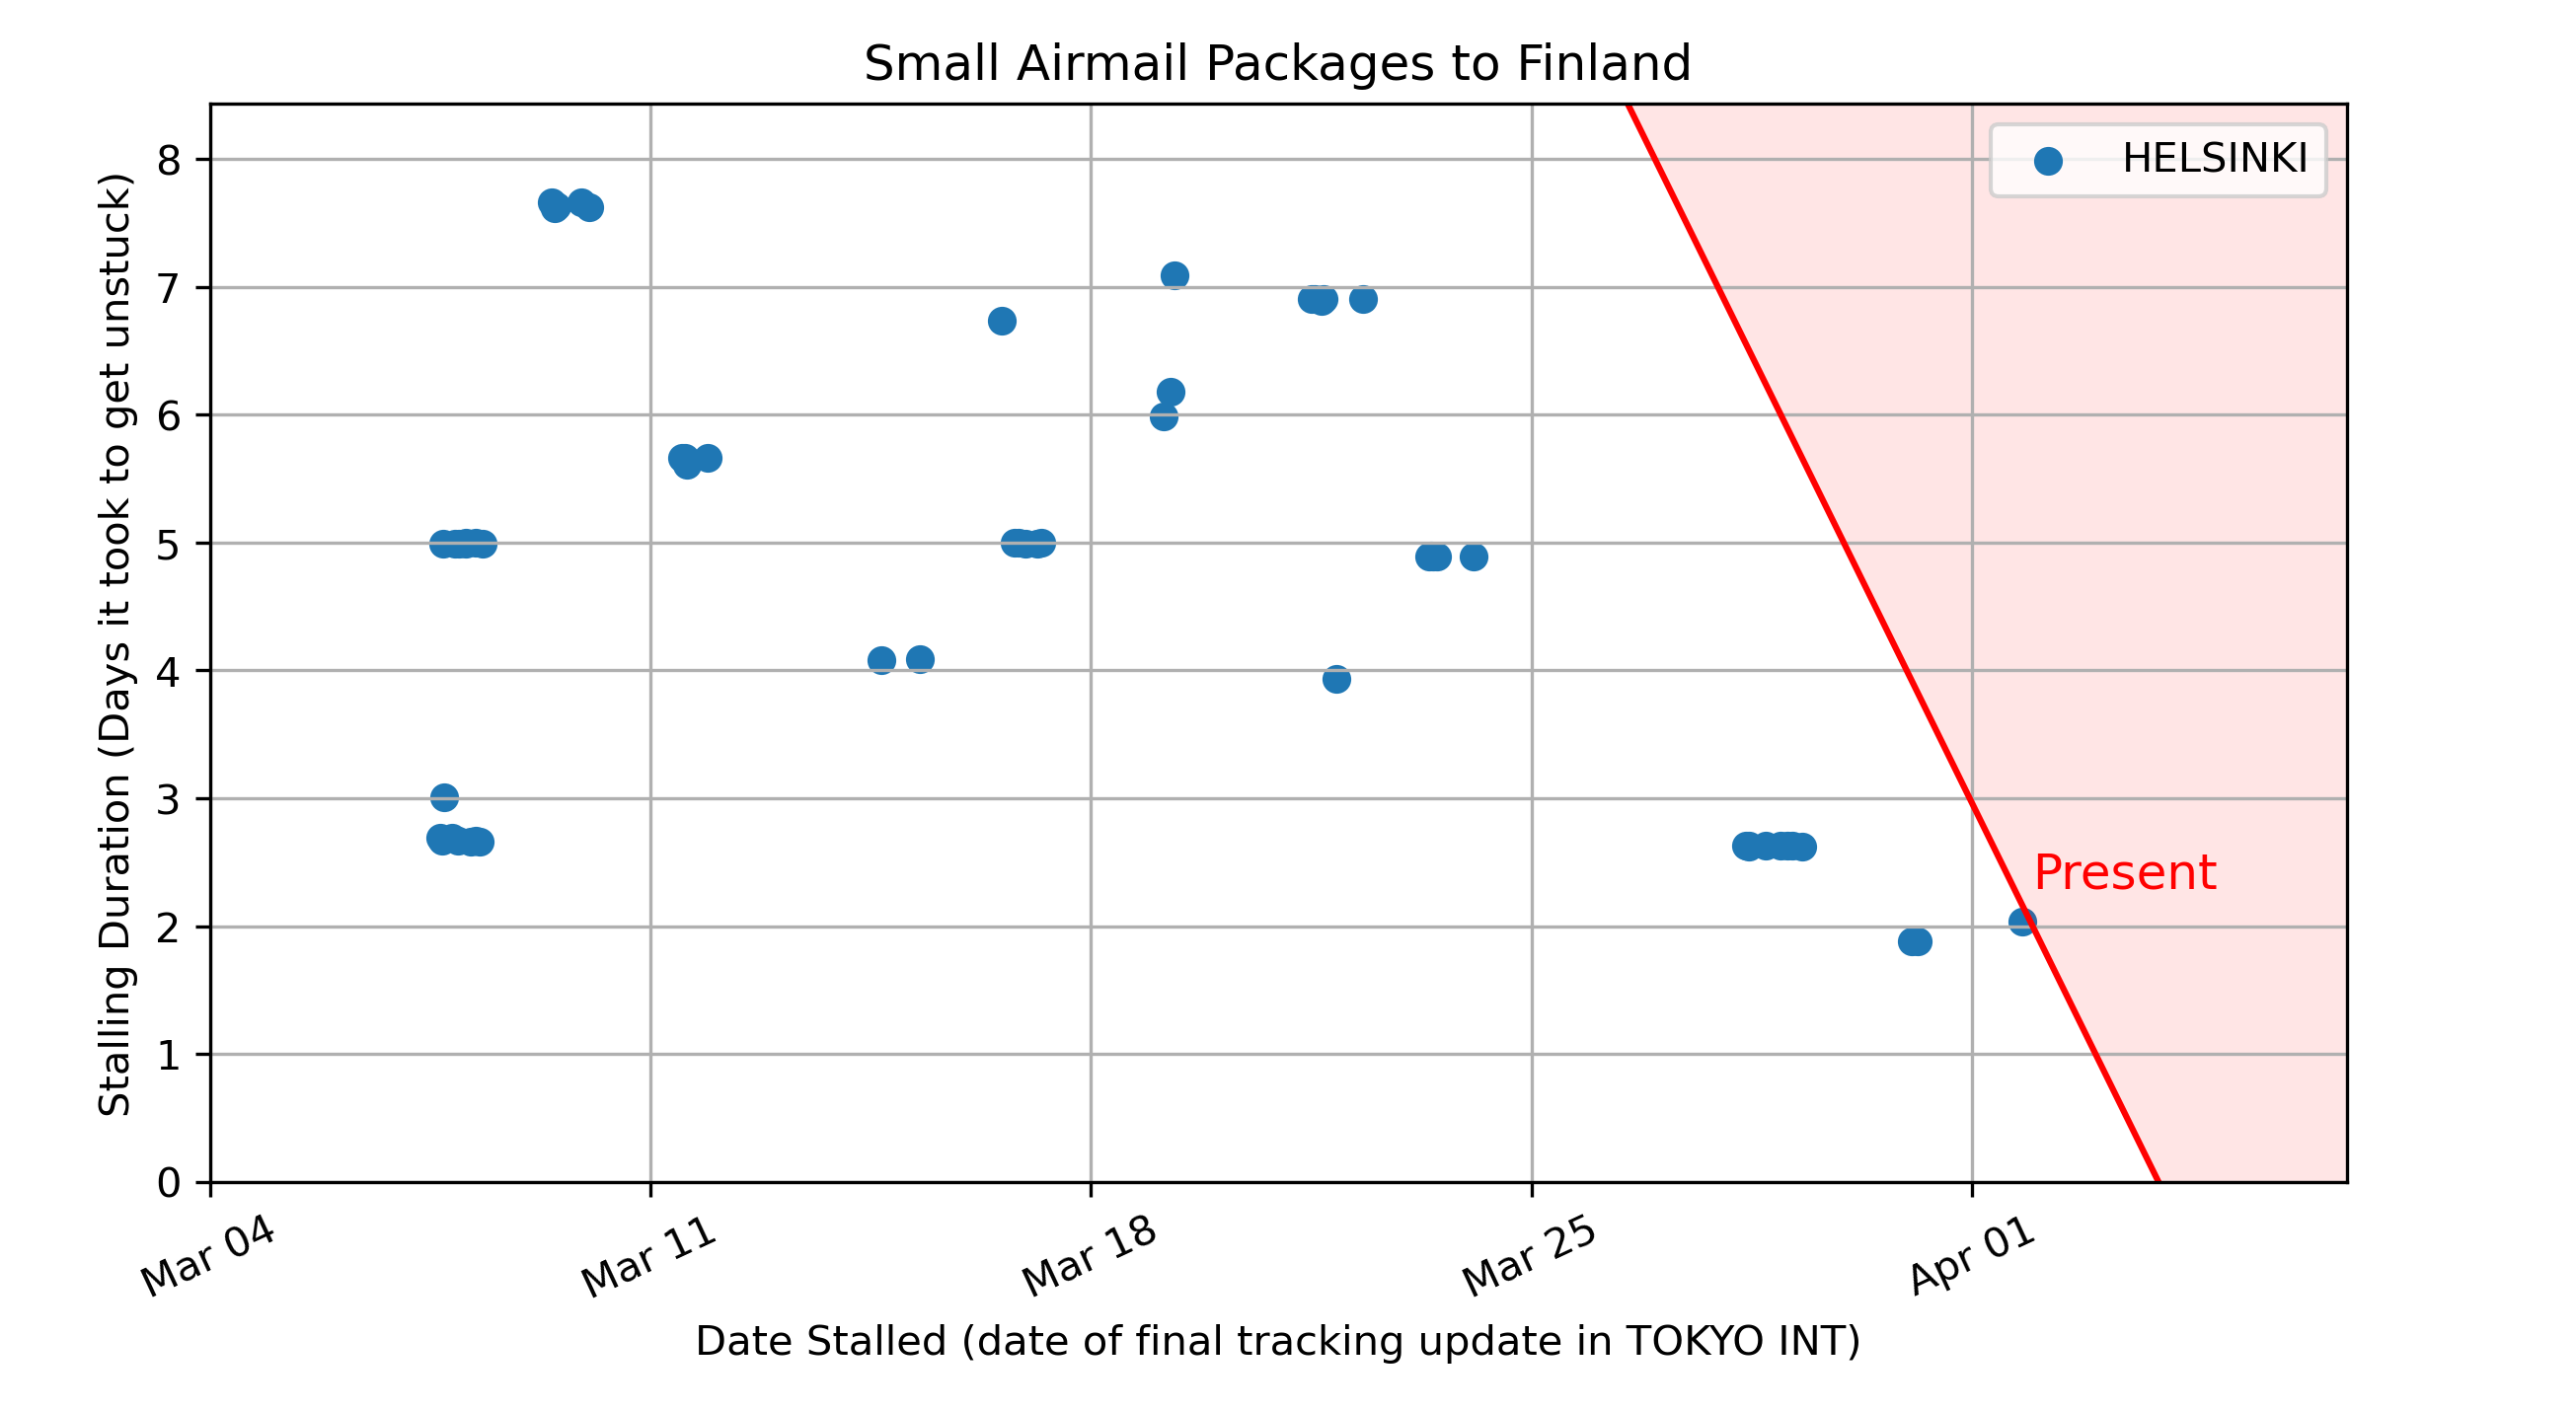 Small Airmail Packages to Finland
HELSINKI
Stalling Duration (Days it took to get unstuck)
8
7
6
5
4
3
2
1
0
Present
Mar 04
Mar 11
Mar 18
Mar 25
Apr 01
Date Stalled (date of final tracking update in TOKYO INT)